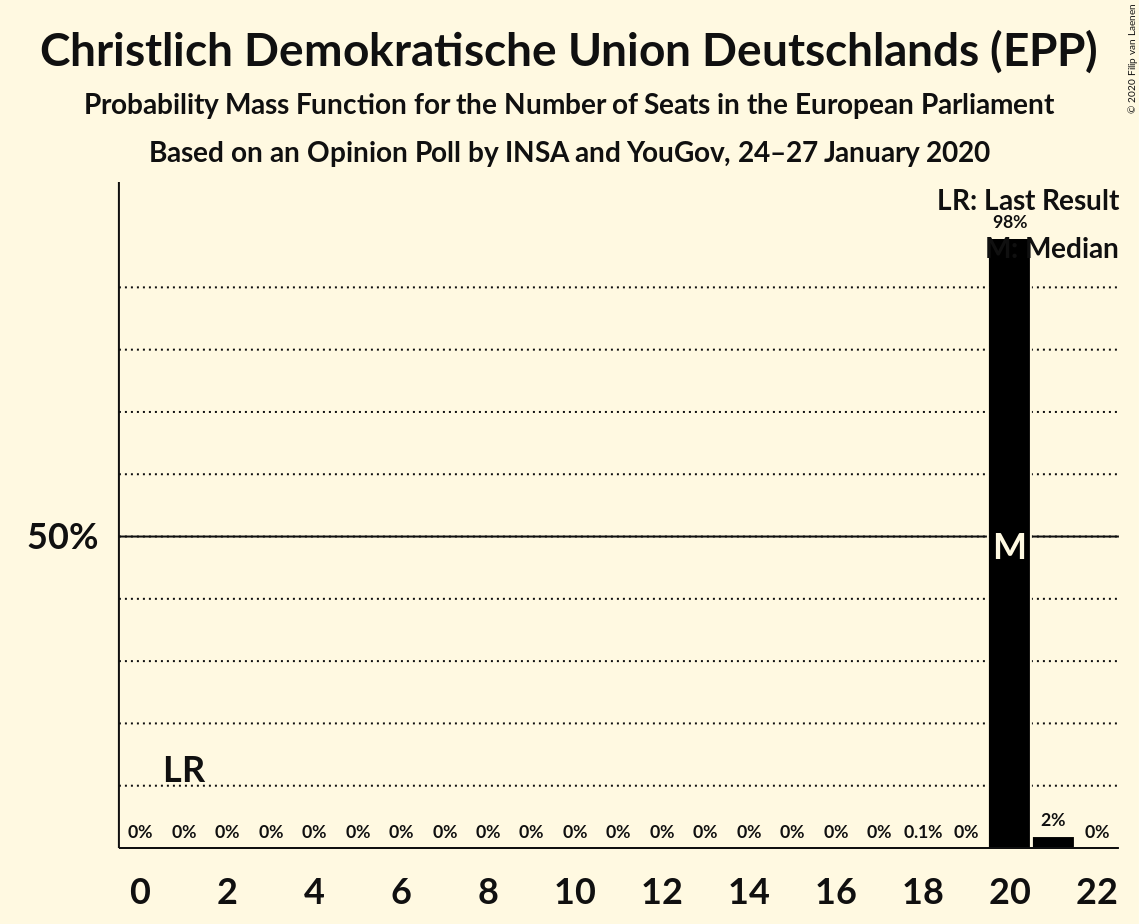 Christlich Demokratische Union Deutschlands (EPP)
Probability Mass Function for the Number of Seats in the European Parliament
Based on an Opinion Poll by INSA and YouGov, 24–27 January 2020
© 2020 Filip van Laenen
LR: Last Result
98%
M: Median
50%
M
LR
0% 0% 0% 0% 0% 0% 0% 0% 0% 0% 0% 0% 0% 0% 0% 0% 0% 0% 0.1% 0% 2% 0%
0 2 4 6 8 10 12 14 16 18 20 22